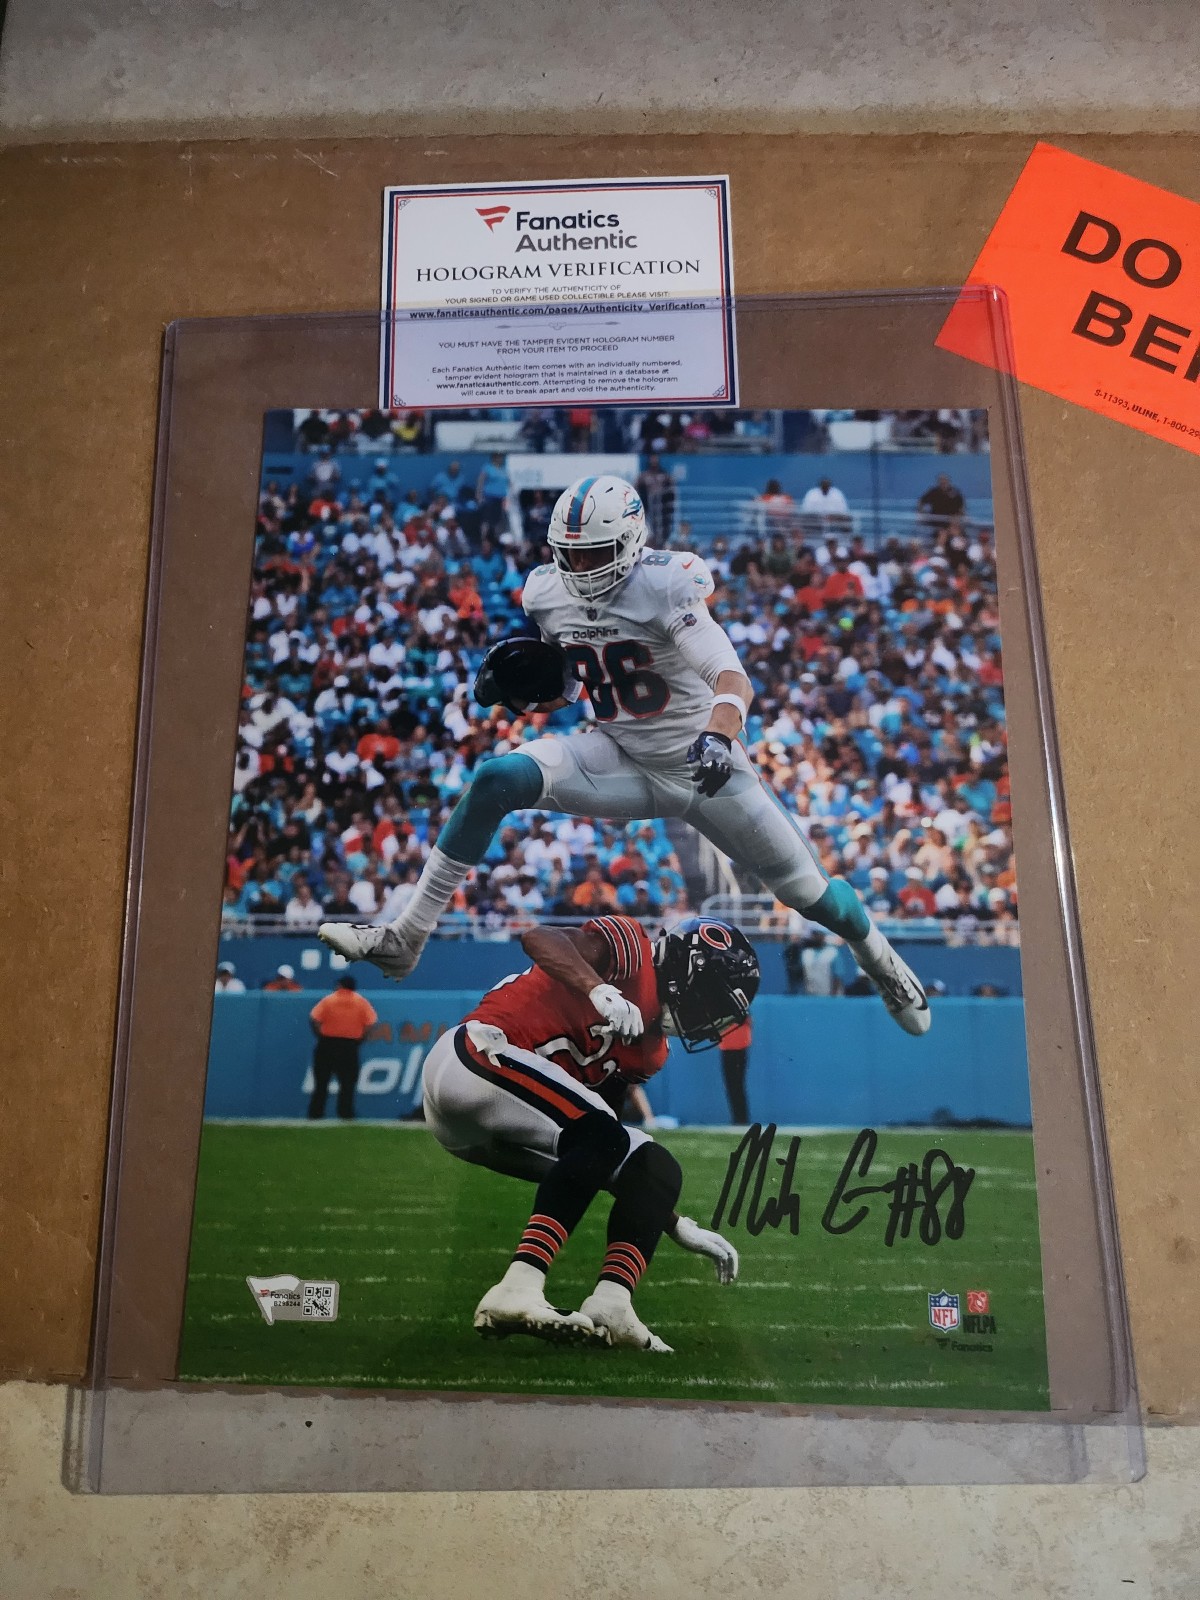 Fanatics
Authentic
HOLOGRAM VERIFICATION
TO VERIFY THE AUTHENTICITY OF
YOUR SIGNED OR GAME USED COLLECTIBLE PLEASE VISIT:
www.fanaticsauthentic.com/pages/Authenticity_Verification
YOU MUST HAVE THE TAMPER EVIDENT HOLOGRAM NUMBER
FROM YOUR ITEM TO PROCEED
Each Fanatics Authentic item comes with an individually numbered,
tamper evident hologram that is maintained in a database at
www.fanaticsauthentic.com. Attempting to remove the hologram
will cause it to break apart and void the authenticity.
DO
BE
S-11393, ULINE, 1-800-29
Dolphins
86
#88
Fanatics
NFL
NFLPA
Fanatics